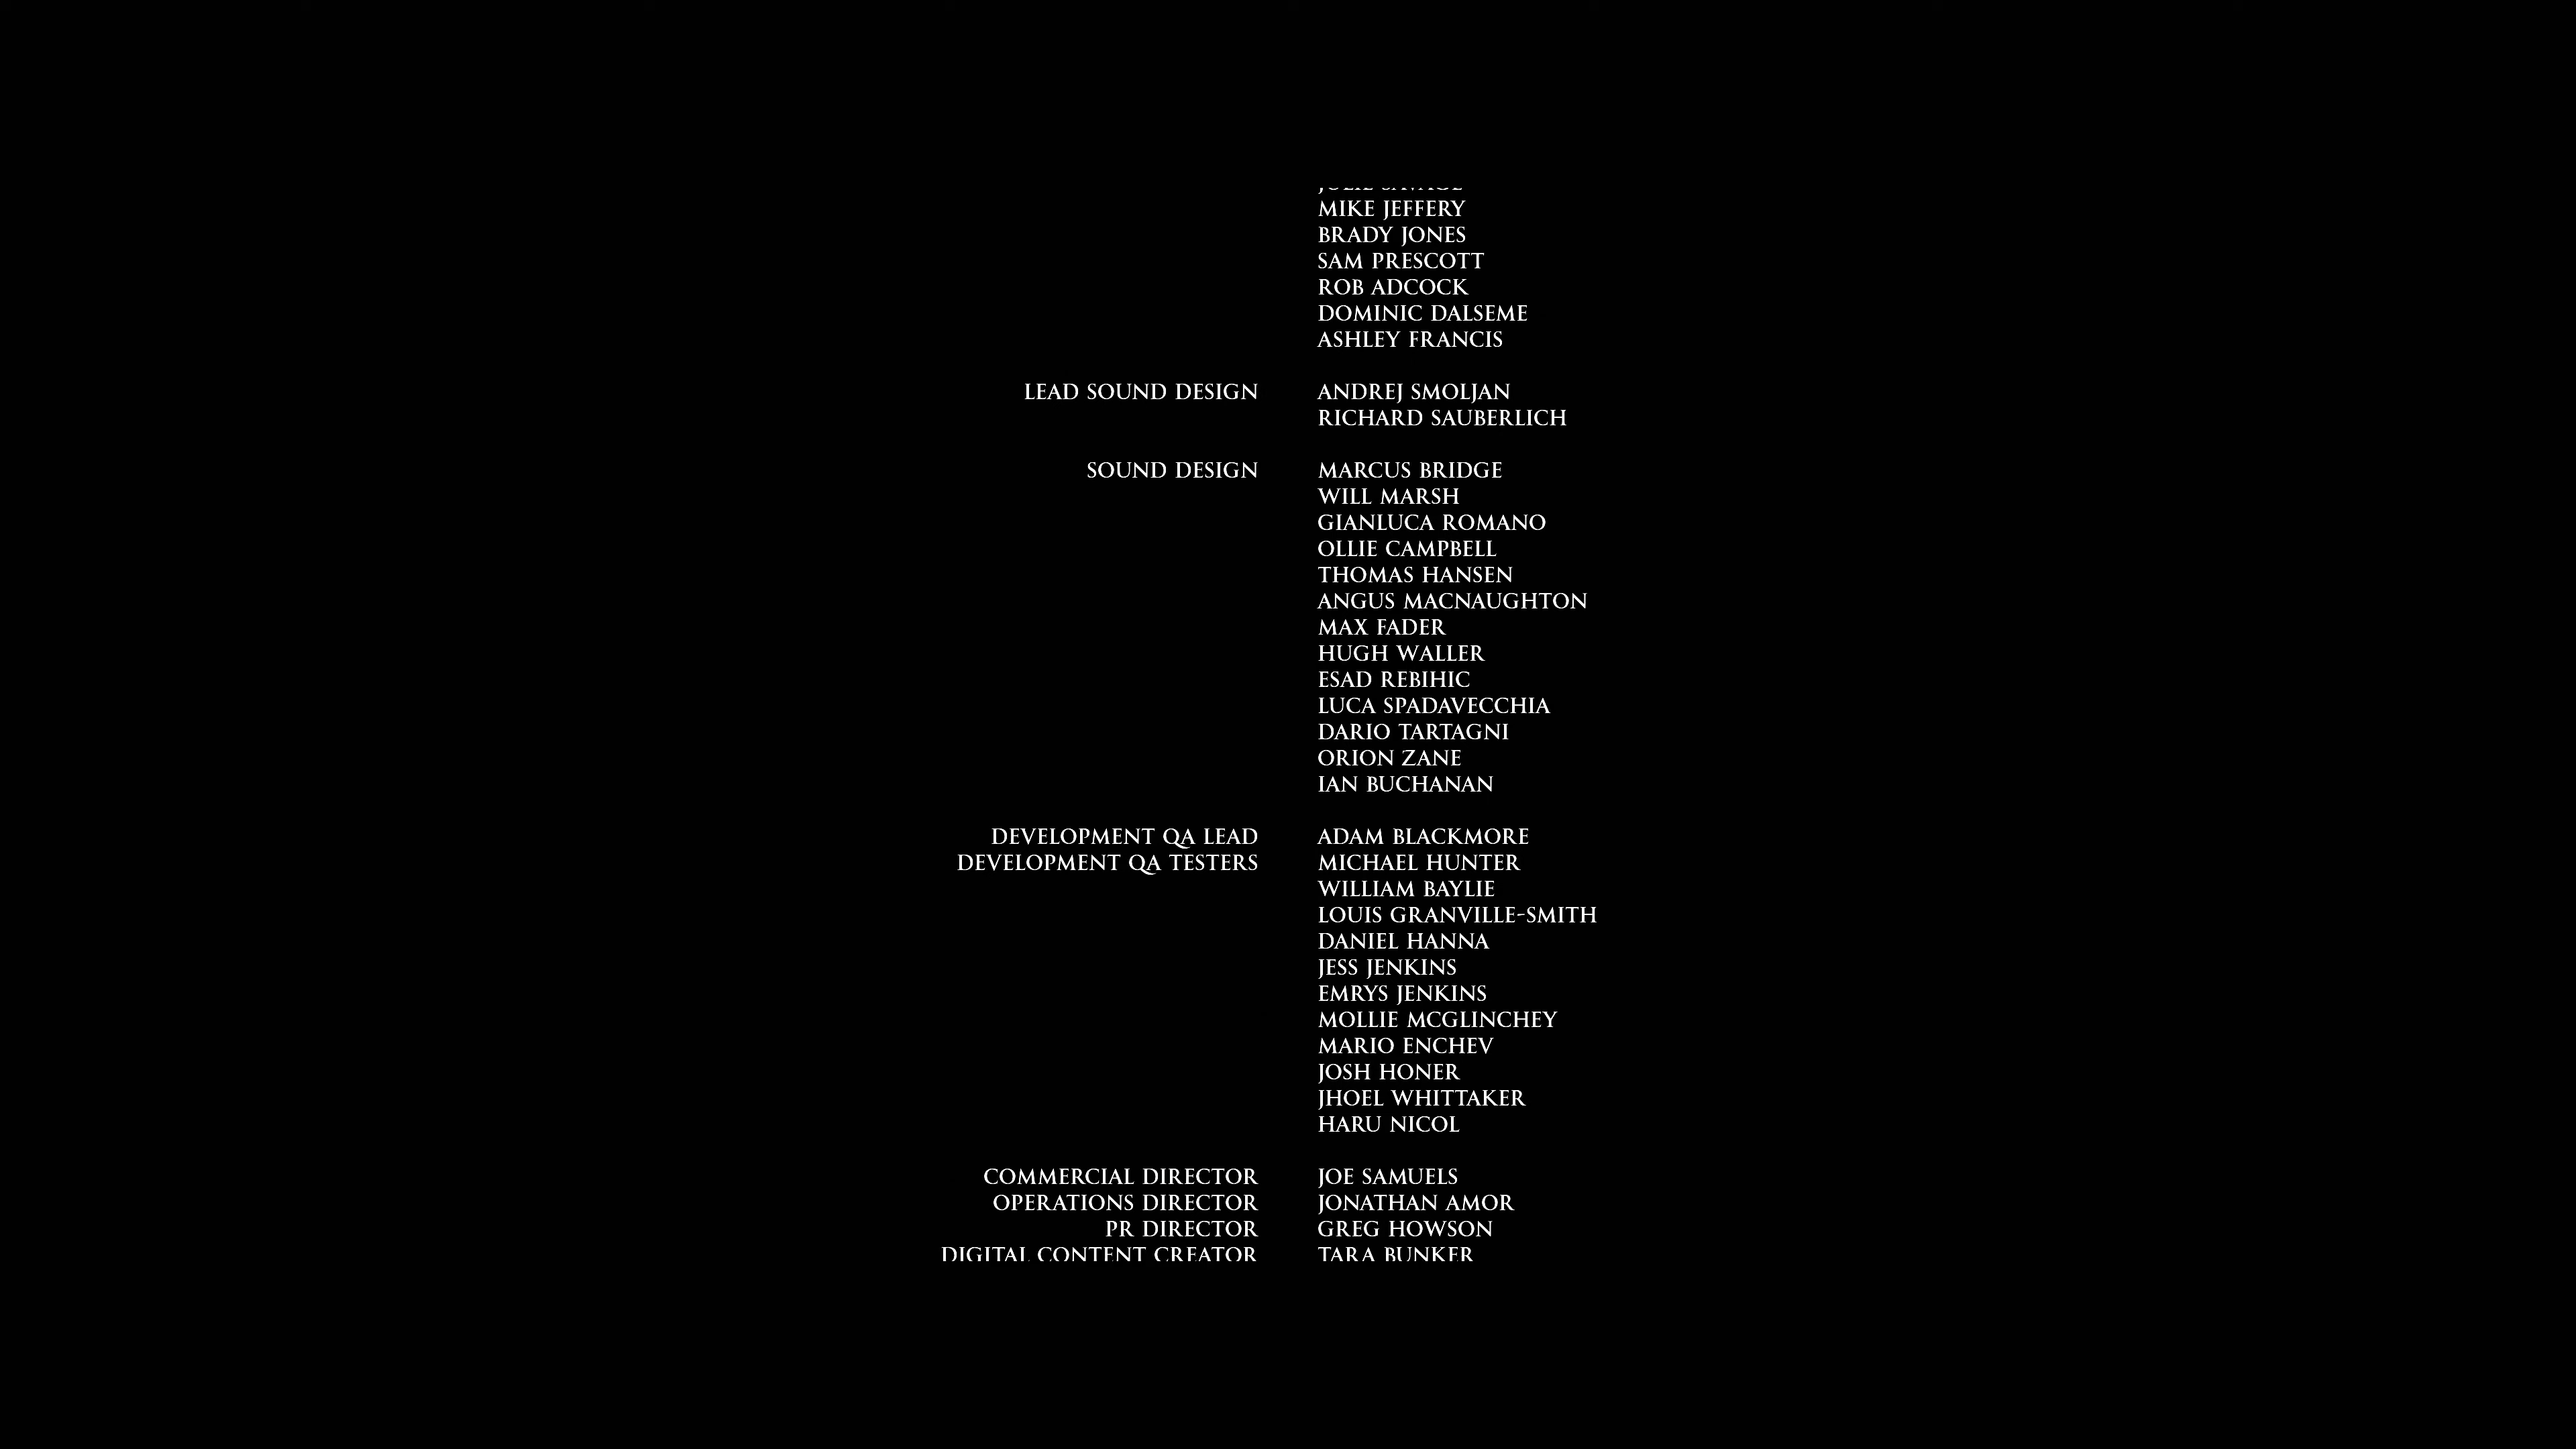 JULIE SAVAGE
MIKE JEFFERY
BRADY JONES
SAM PRESCOTT
ROB ADCOCK
DOMINIC DALSEME
ASHLEY FRANCIS
LEAD SOUND DESIGN ANDREJ SMOLJAN
RICHARD SAUBERLICH
SOUND DESIGN MARCUS BRIDGE
WILL MARSH
GIANLUCA ROMANO
OLLIE CAMPBELL
THOMAS HANSEN
ANGUS MACNAUGHTON
MAX FADER
HUGH WALLER
ESAD REBIHIC
LUCA SPADAVECCHIA
DARIO TARTAGNI
ORION ZANE
IAN BUCHANAN
DEVELOPMENT QA LEAD ADAM BLACKMORE
DEVELOPMENT QA TESTERS MICHAEL HUNTER
WILLIAM BAYLIE
LOUIS GRANVILLE-SMITH
DANIEL HANNA
JESS JENKINS
EMRYS JENKINS
MOLLIE MCGLINCHEY
MARIO ENCHEV
JOSH HONER
JHOEL WHITTAKER
HARU NICOL
COMMERCIAL DIRECTOR JOE SAMUELS
OPERATIONS DIRECTOR JONATHAN AMOR
PR DIRECTOR GREG HOWSON
DIGITAL CONTENT CREATOR TARA BUNKER